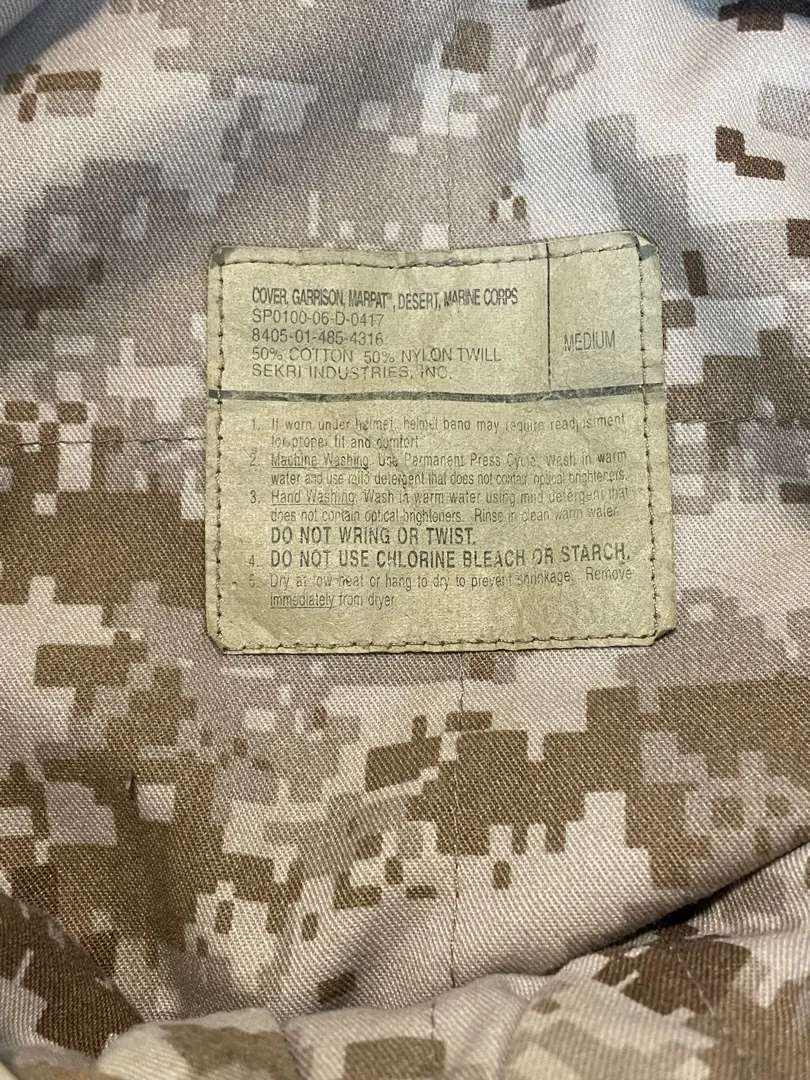 COVER, GARRISON, MARPAT™, DESERT, MARINE CORPS
SP0100-06-D-0417
8405-01-485-4316
50% COTTON 50% NYLON TWILL
SEKRI INDUSTRIES, INC.
MEDIUM
1. If worn under helmet, helmet band may require readjustment
for proper fit and comfort.
2. Machine Washing: Use Permanent Press Cycle, Wash in warm
water and use mild detergent that does not contain optical brighteners.
3. Hand Washing: Wash in warm water using mild detergent that
does not contain optical brighteners. Rinse in clean warm water.
DO NOT WRING OR TWIST.
4. DO NOT USE CHLORINE BLEACH OR STARCH.
5. Dry at low heat or hang to dry to prevent shrinkage. Remove
immediately from dryer